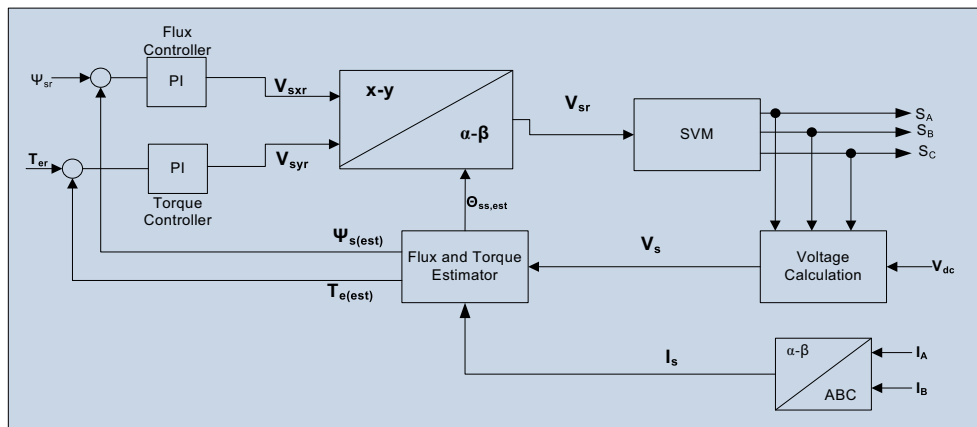 Flux
Controller
Ψsr
PI
Vsxr
x-y
α-β
Vsr
SVM
SA
SB
SC
Ter
PI
Vsyr
Torque
Controller
Θss,est
Ψs(est)
Flux and Torque
Estimator
Te(est)
Vs
Voltage
Calculation
Vdc
Is
α-β
ABC
IA
IB